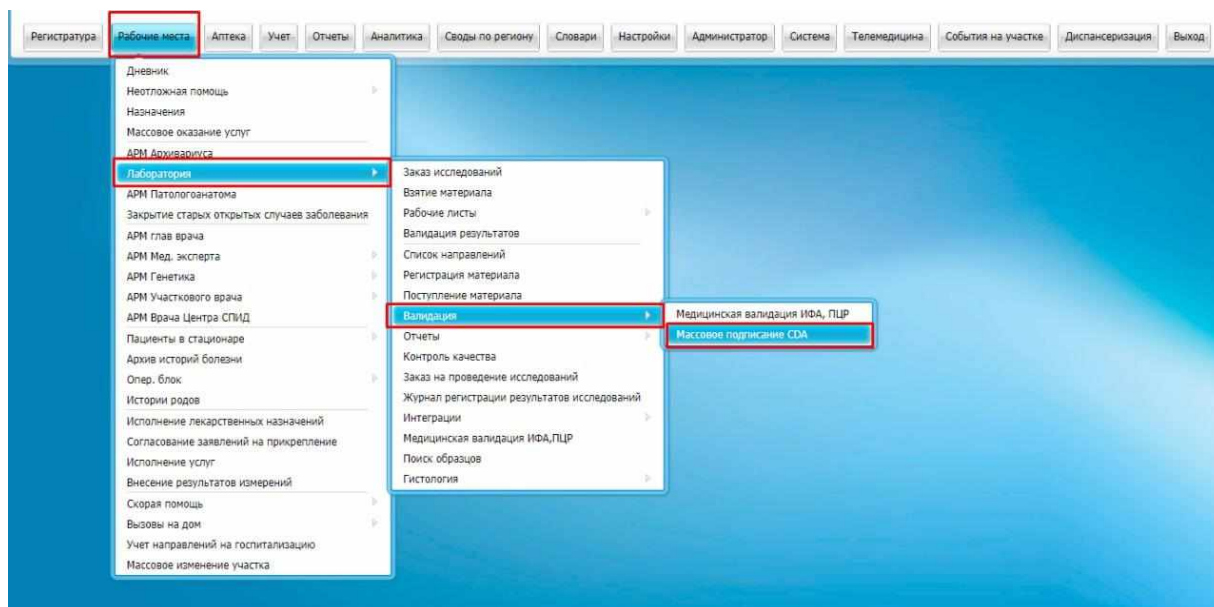 Регистратура Рабочие места Аптека Учет Отчеты Аналитика Своды по региону Словари Настройки Администратор Система Телемедицина События на участке Диспансеризация Выход
Дневник
Неотложная помощь
Назначения
Массовое оказание услуг
АРМ Архивариуса
Лаборатория
АРМ Патологоанатома
Закрытие старых открытых случаев заболевания
АРМ глав врача
АРМ Мед. эксперта
АРМ Генетика
АРМ Участкового врача
АРМ Врача Центра СПИД
Пациенты в стационаре
Архив историй болезни
Опер. блок
Истории родов
Исполнение лекарственных назначений
Согласование заявлений на прикрепление
Исполнение услуг
Внесение результатов измерений
Скорая помощь
Вызовы на дом
Учет направлений на госпитализацию
Массовое изменение участка
Заказ исследований
Взятие материала
Рабочие листы
Валидация результатов
Список направлений
Регистрация материала
Поступление материала
Валидация
Отчеты
Контроль качества
Заказ на проведение исследований
Журнал регистрации результатов исследований
Интеграции
Медицинская валидация ИФА,ПЦР
Поиск образцов
Гистология
Медицинская валидация ИФА, ПЦР
Массовое подписание CDA